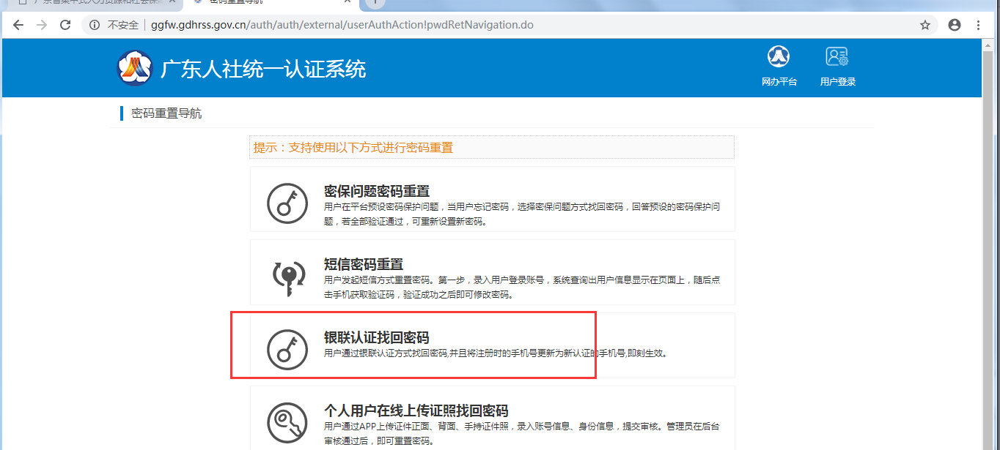 密码重置导航
不安全 | ggfw.gdhrss.gov.cn/auth/auth/external/userAuthAction!pwdRetNavigation.do
广东人社统一认证系统
网办平台
用户登录
密码重置导航
提示：支持使用以下方式进行密码重置
密保问题密码重置
用户在平台预设密码保护问题，当用户忘记密码，选择密保问题方式找回密码，回答预设的密码保护问
题，若全部验证通过，可重新设置新密码。
短信密码重置
用户发起短信方式重置密码。第一步，录入用户登录账号，系统查询出用户信息显示在页面上，随后点
击手机获取验证码，验证成功之后即可修改密码。
银联认证找回密码
用户通过银联认证方式找回密码,并且将注册时的手机号更新为新认证的手机号,即刻生效。
个人用户在线上传证照找回密码
用户通过APP上传证件正面、背面、手持证件照，录入账号信息、身份信息，提交审核。管理员在后台
审核通过后，即可重置密码。